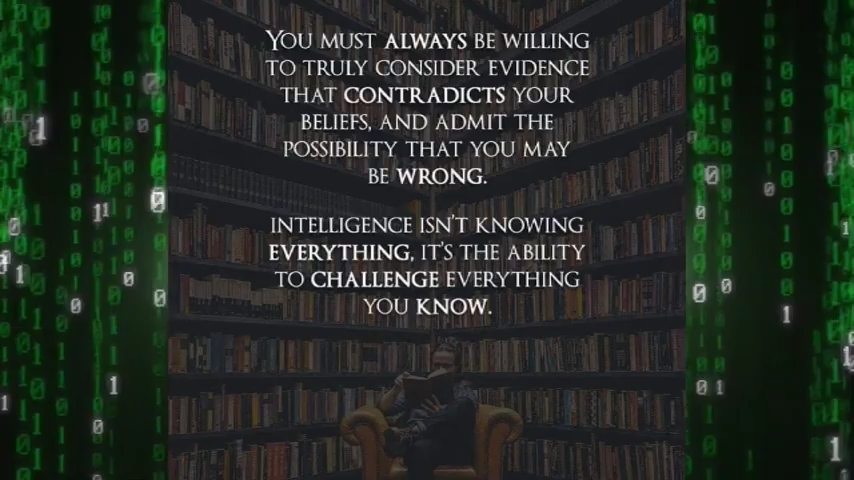 YOU MUST ALWAYS BE WILLING
TO TRULY CONSIDER EVIDENCE
THAT CONTRADICTS YOUR
BELIEFS, AND ADMIT THE
POSSIBILITY THAT YOU MAY
BE WRONG.
INTELLIGENCE ISN'T KNOWING
EVERYTHING, IT'S THE ABILITY
TO CHALLENGE EVERYTHING
YOU KNOW.